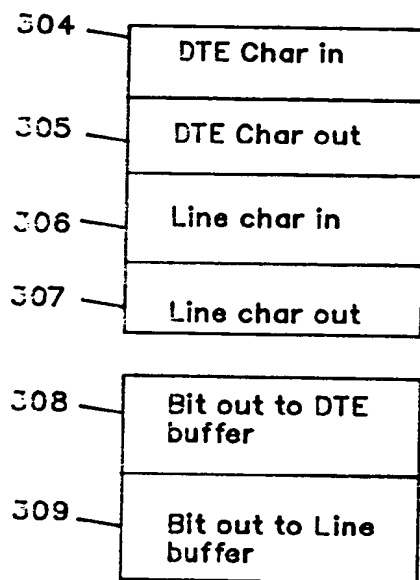 304
DTE Char in
305
DTE Char out
306
Line char in
307
Line char out
308
Bit out to DTE
buffer
309
Bit out to Line
buffer